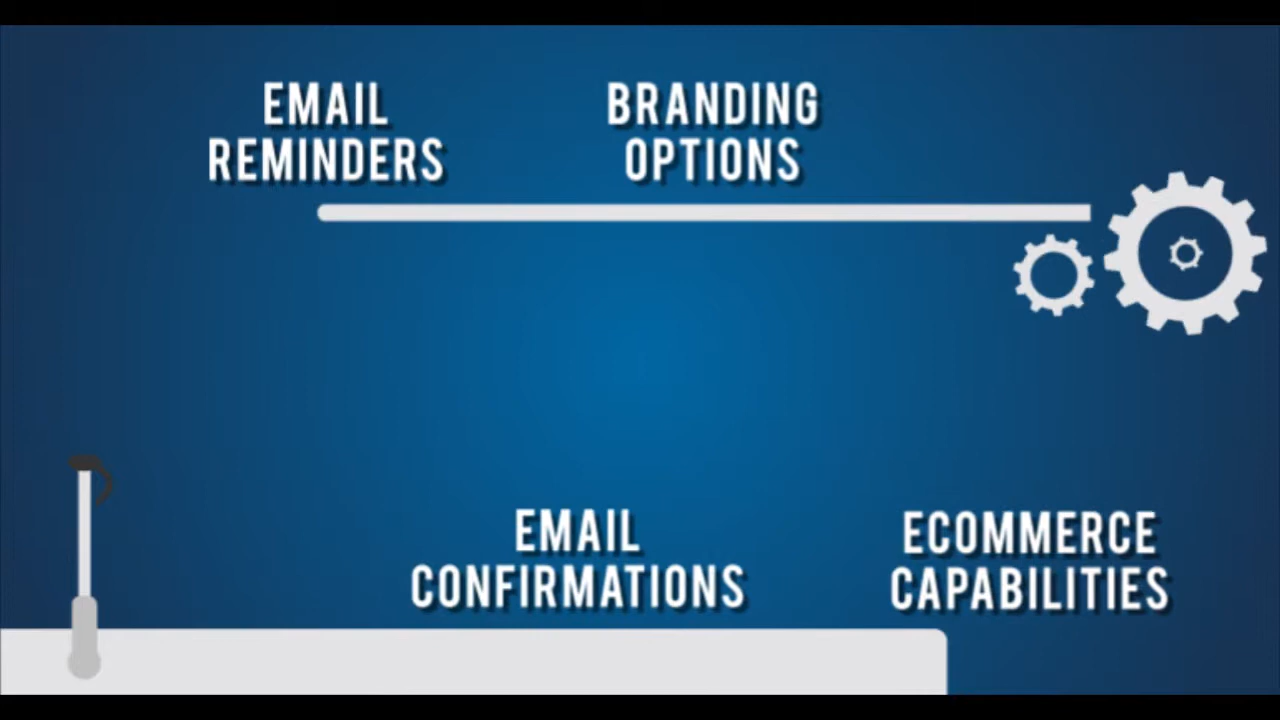 EMAIL
REMINDERS
BRANDING
OPTIONS
EMAIL
CONFIRMATIONS
ECOMMERCE
CAPABILITIES